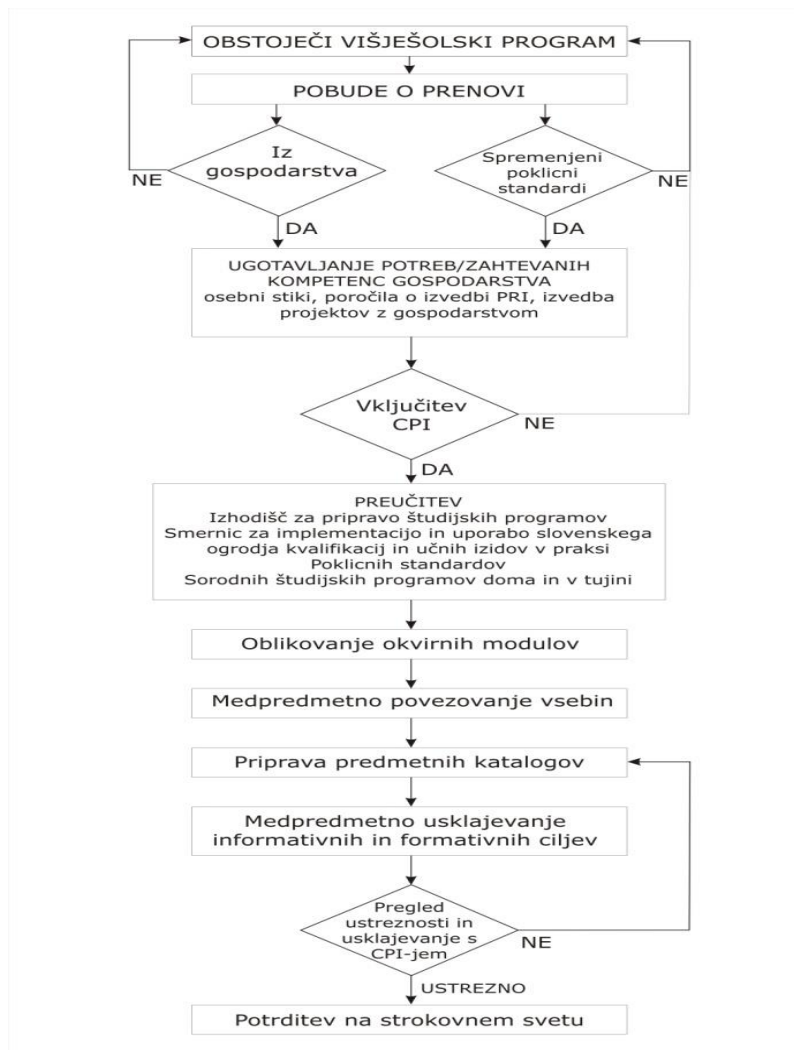 OBSTOJEČI VIŠJEŠOLSKI PROGRAM
POBUDE O PRENOVI
Iz
gospodarstva
NE
DA
Spremenjeni
poklicni
standardi
NE
DA
UGOTAVLJANJE POTREB/ZAHTEVANIH
KOMPETENC GOSPODARSTVA
osebni stiki, poročila o izvedbi PRI, izvedba
projektov z gospodarstvom
Vključitev
CPI
NE
DA
PREUČITEV
Izhodišč za pripravo študijskih programov
Smernic za implementacijo in uporabo slovenskega
ogrodja kvalifikacij in učnih izidov v praksi
Poklicnih standardov
Sorodnih študijskih programov doma in v tujini
Oblikovanje okvirnih modulov
Medpredmetno povezovanje vsebin
Priprava predmetnih katalogov
Medpredmetno usklajevanje
informativnih in formativnih ciljev
Pregled
ustreznosti in
usklajevanje s
CPI-jem
NE
USTREZNO
Potrditev na strokovnem svetu